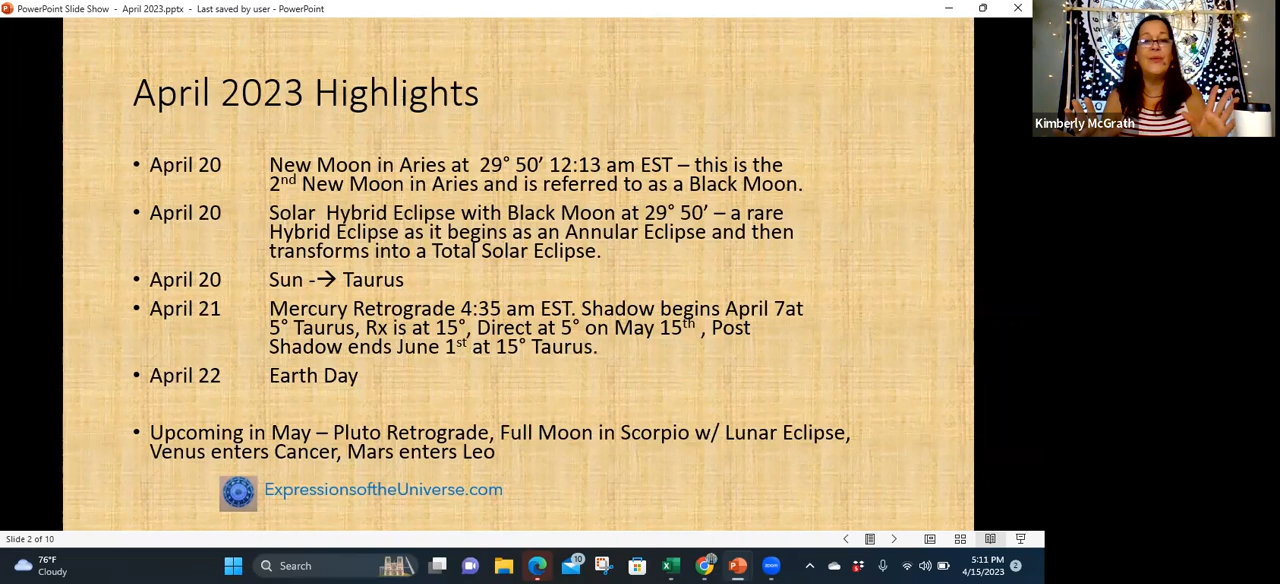 PowerPoint Slide Show - April 2023.pptx - Last saved by user - PowerPoint
Kimberly McGrath
April 2023 Highlights
• April 20 New Moon in Aries at 29° 50’ 12:13 am EST – this is the
2nd New Moon in Aries and is referred to as a Black Moon.
• April 20 Solar Hybrid Eclipse with Black Moon at 29° 50’ – a rare
Hybrid Eclipse as it begins as an Annular Eclipse and then
transforms into a Total Solar Eclipse.
• April 20 Sun -→ Taurus
• April 21 Mercury Retrograde 4:35 am EST. Shadow begins April 7at
5° Taurus, Rx is at 15°, Direct at 5° on May 15th , Post
Shadow ends June 1st at 15° Taurus.
• April 22 Earth Day
• Upcoming in May – Pluto Retrograde, Full Moon in Scorpio w/ Lunar Eclipse,
Venus enters Cancer, Mars enters Leo
ExpressionsoftheUniverse.com
Slide 2 of 10
76°F
Cloudy
Search
10
zoom
5:11 PM
4/15/2023
2